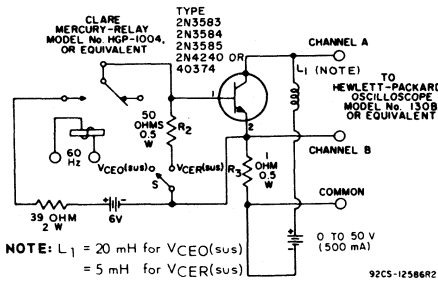 CLARE
MERCURY-RELAY
MODEL No. HGP-1004,
OR EQUIVALENT
TYPE
2N3583
2N3584
2N3585
2N4240 OR
40374
CHANNEL A
L1 (NOTE)
TO
HEWLETT-PACKARD
OSCILLOSCOPE
MODEL No. 130B
OR EQUIVALENT
1
2
50
OHMS
0.5
W
R2
60
Hz
VCEO(sus)
VCER(sus)
S
CHANNEL B
R3
1
OHM
0.5
W
COMMON
39 OHM
2 W
+
-
6V
+
-
0 TO 50 V
(500 mA)
NOTE: L1 = 20 mH for VCEO(sus)
= 5 mH for VCER(sus)
92CS-12586R2